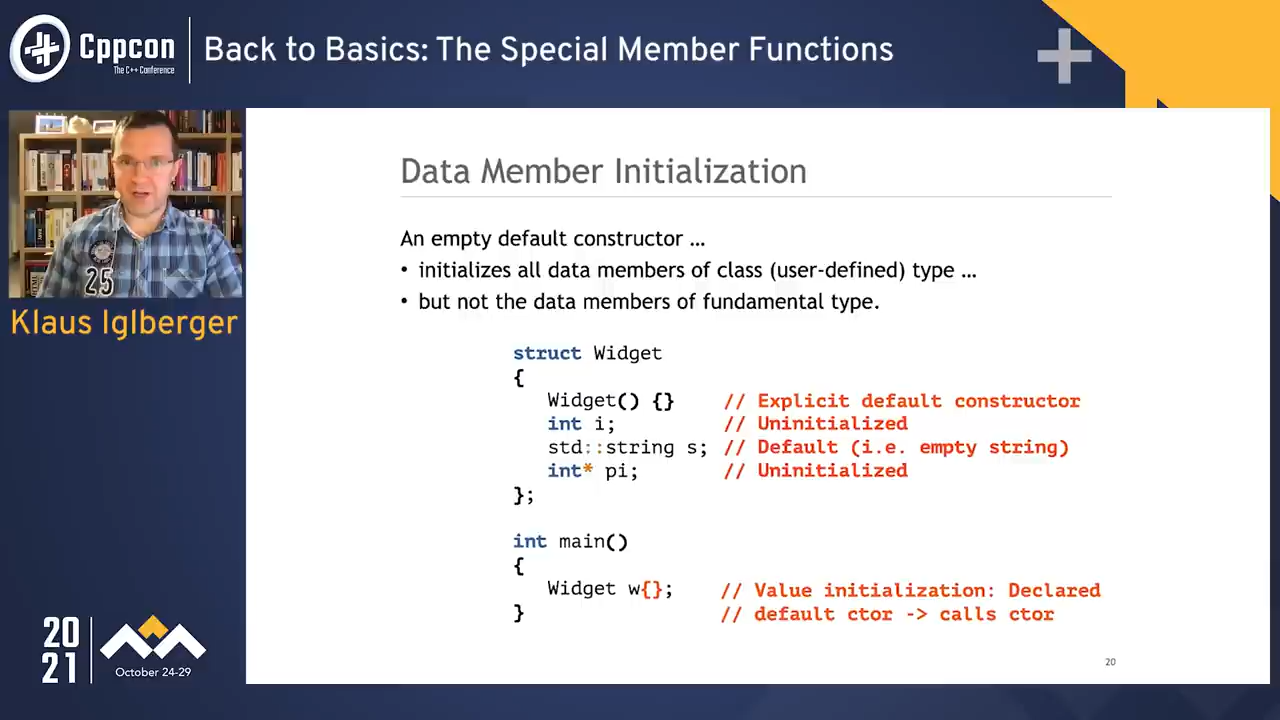 Cppcon
The C++ Conference
Back to Basics: The Special Member Functions
25
Klaus Iglberger
Data Member Initialization
An empty default constructor …
• initializes all data members of class (user-defined) type …
• but not the data members of fundamental type.
struct Widget
{
Widget() {} // Explicit default constructor
int i; // Uninitialized
std::string s; // Default (i.e. empty string)
int* pi; // Uninitialized
};
int main()
{
Widget w{}; // Value initialization: Declared
} // default ctor -> calls ctor
20
20
21
October 24-29